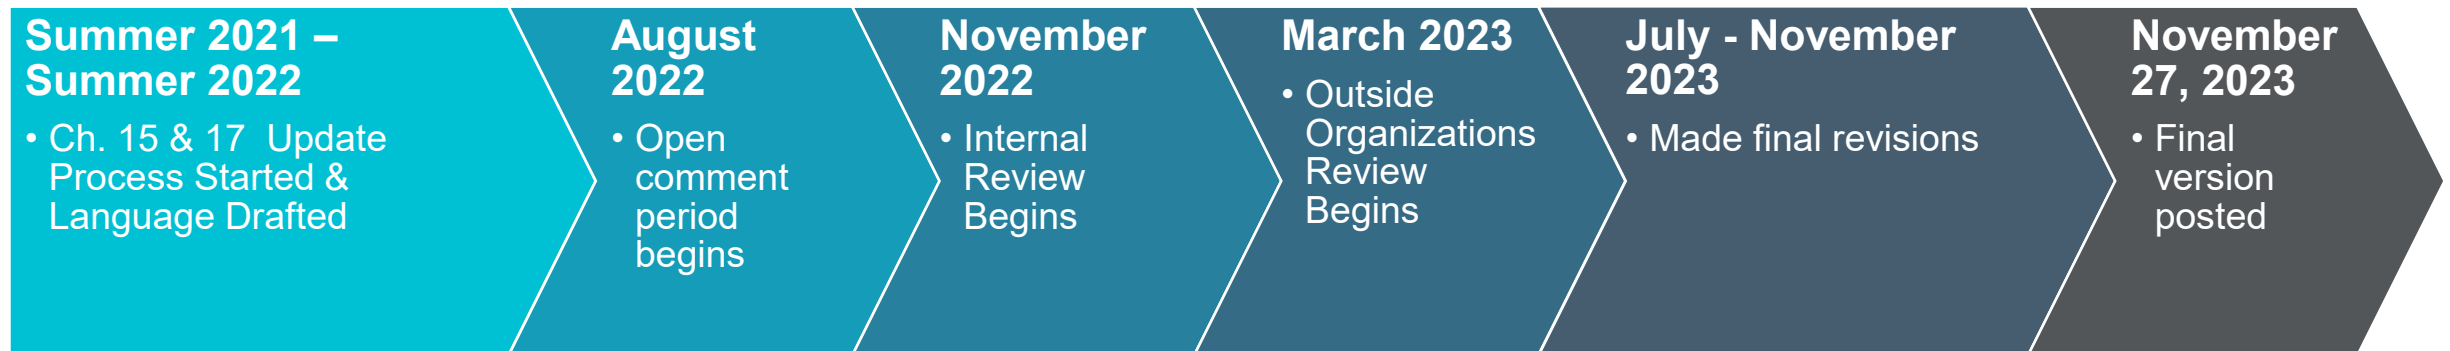 Summer 2021 –
Summer 2022
• Ch. 15 & 17  Update
Process Started &
Language Drafted
August
2022
• Open
comment
period
begins
November
2022
• Internal
Review
Begins
March 2023
• Outside
Organizations
Review
Begins
July - November
2023
• Made final revisions
November
27, 2023
• Final
version
posted